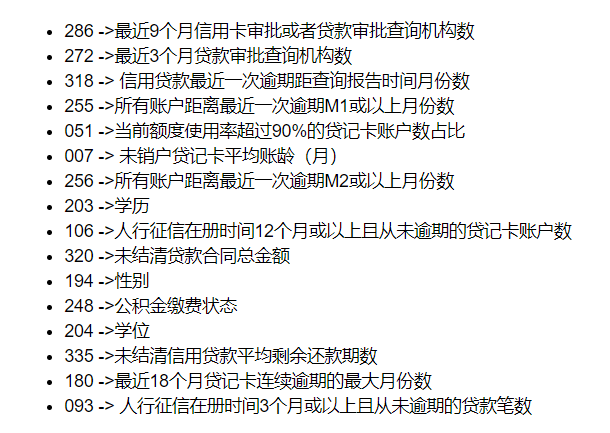 286 ->最近9个月信用卡审批或者贷款审批查询机构数
272 ->最近3个月贷款审批查询机构数
318 -> 信用贷款最近一次逾期距查询报告时间月份数
255 ->所有账户距离最近一次逾期M1或以上月份数
051 ->当前额度使用率超过90%的贷记卡账户数占比
007 -> 未销户贷记卡平均账龄（月）
256 ->所有账户距离最近一次逾期M2或以上月份数
203 ->学历
106 ->人行征信在册时间12个月或以上且从未逾期的贷记卡账户数
320 ->未结清贷款合同总金额
194 ->性别
248 ->公积金缴费状态
204 ->学位
335 ->未结清信用贷款平均剩余还款期数
180 ->最近18个月贷记卡连续逾期的最大月份数
093 -> 人行征信在册时间3个月或以上且从未逾期的贷款笔数